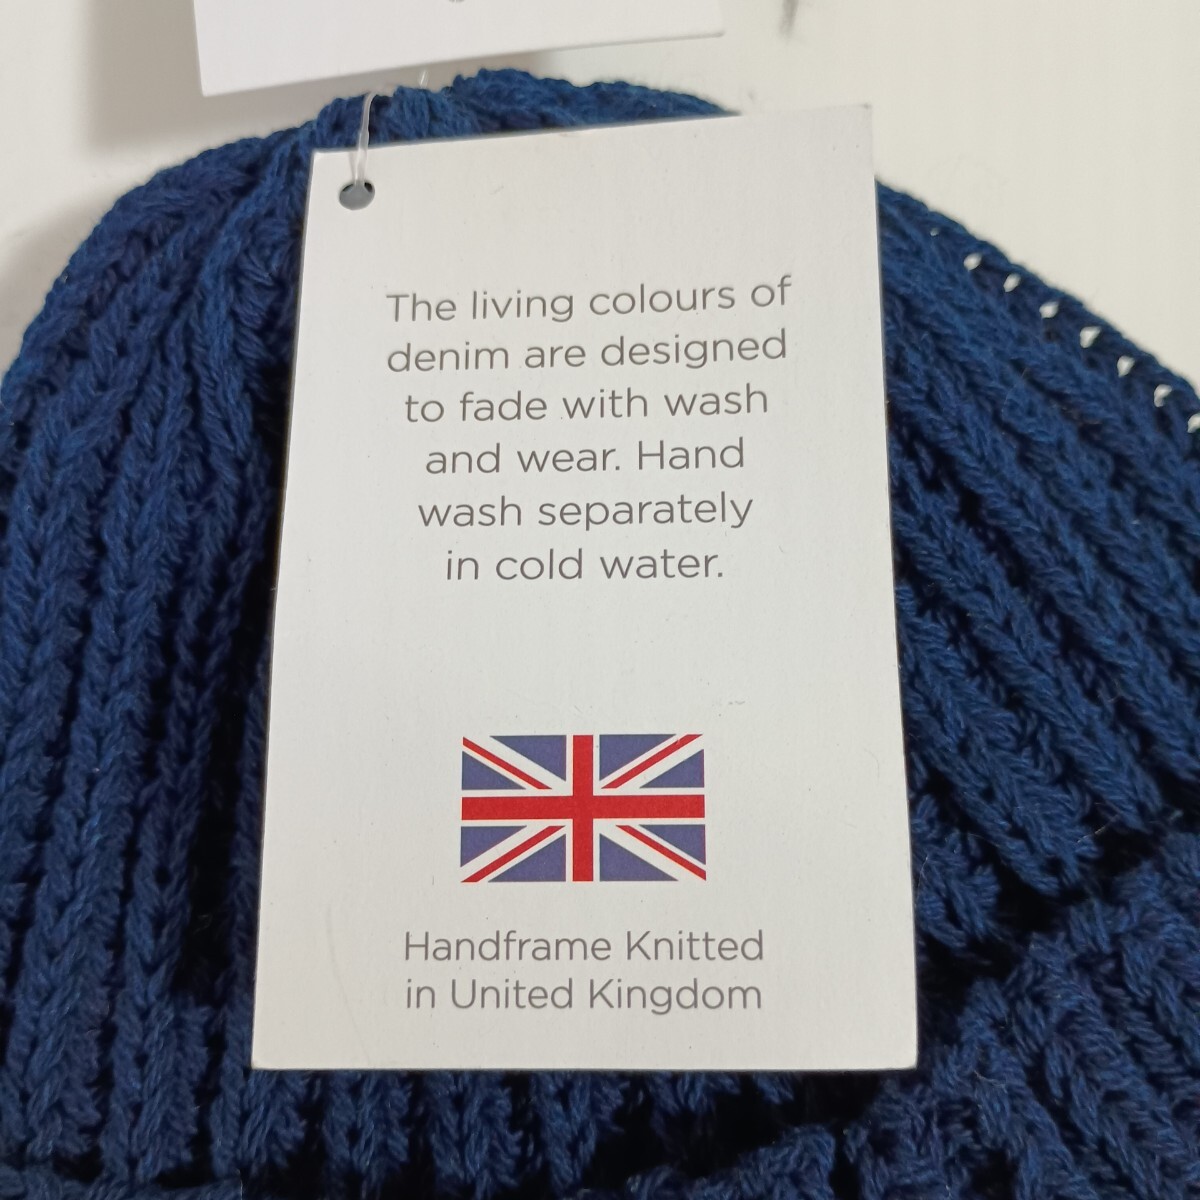 The living colours of
denim are designed
to fade with wash
and wear. Hand
wash separately
in cold water.
Handframe Knitted
in United Kingdom